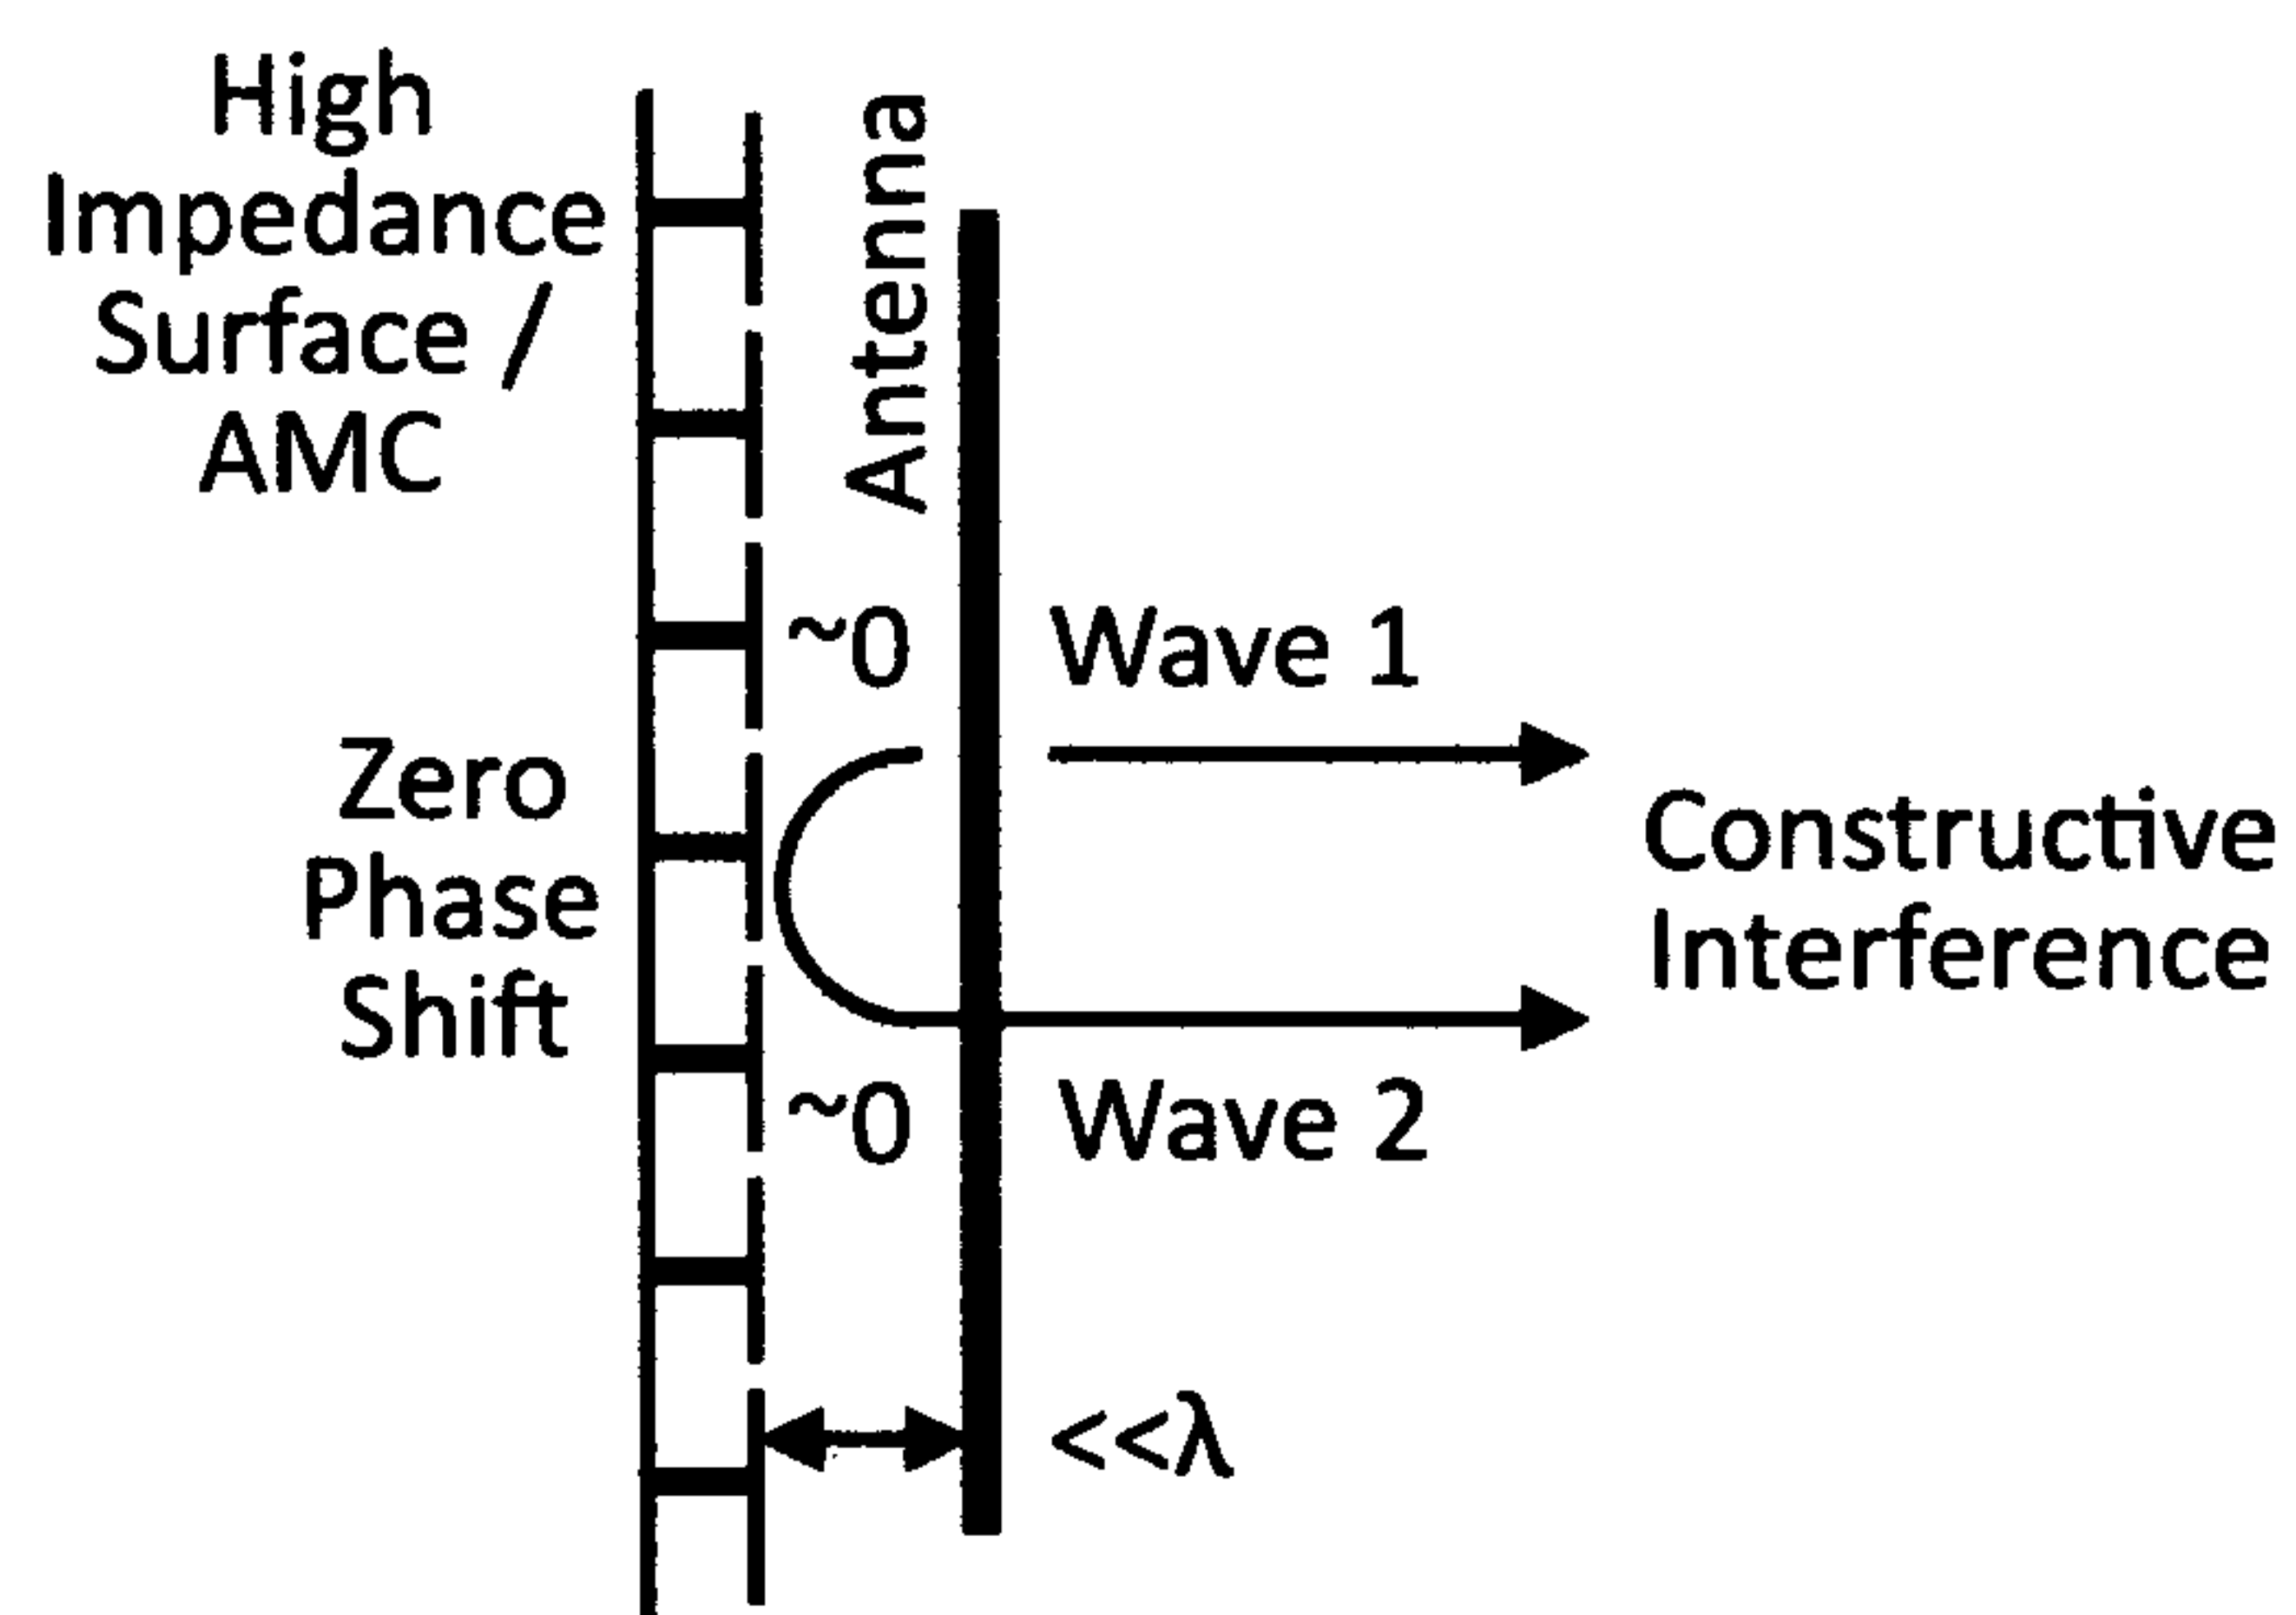 High
Impedance
Surface /
AMC
Antenna
~0
Wave 1
Zero
Phase
Shift
Constructive
Interference
~0
Wave 2
<<λ